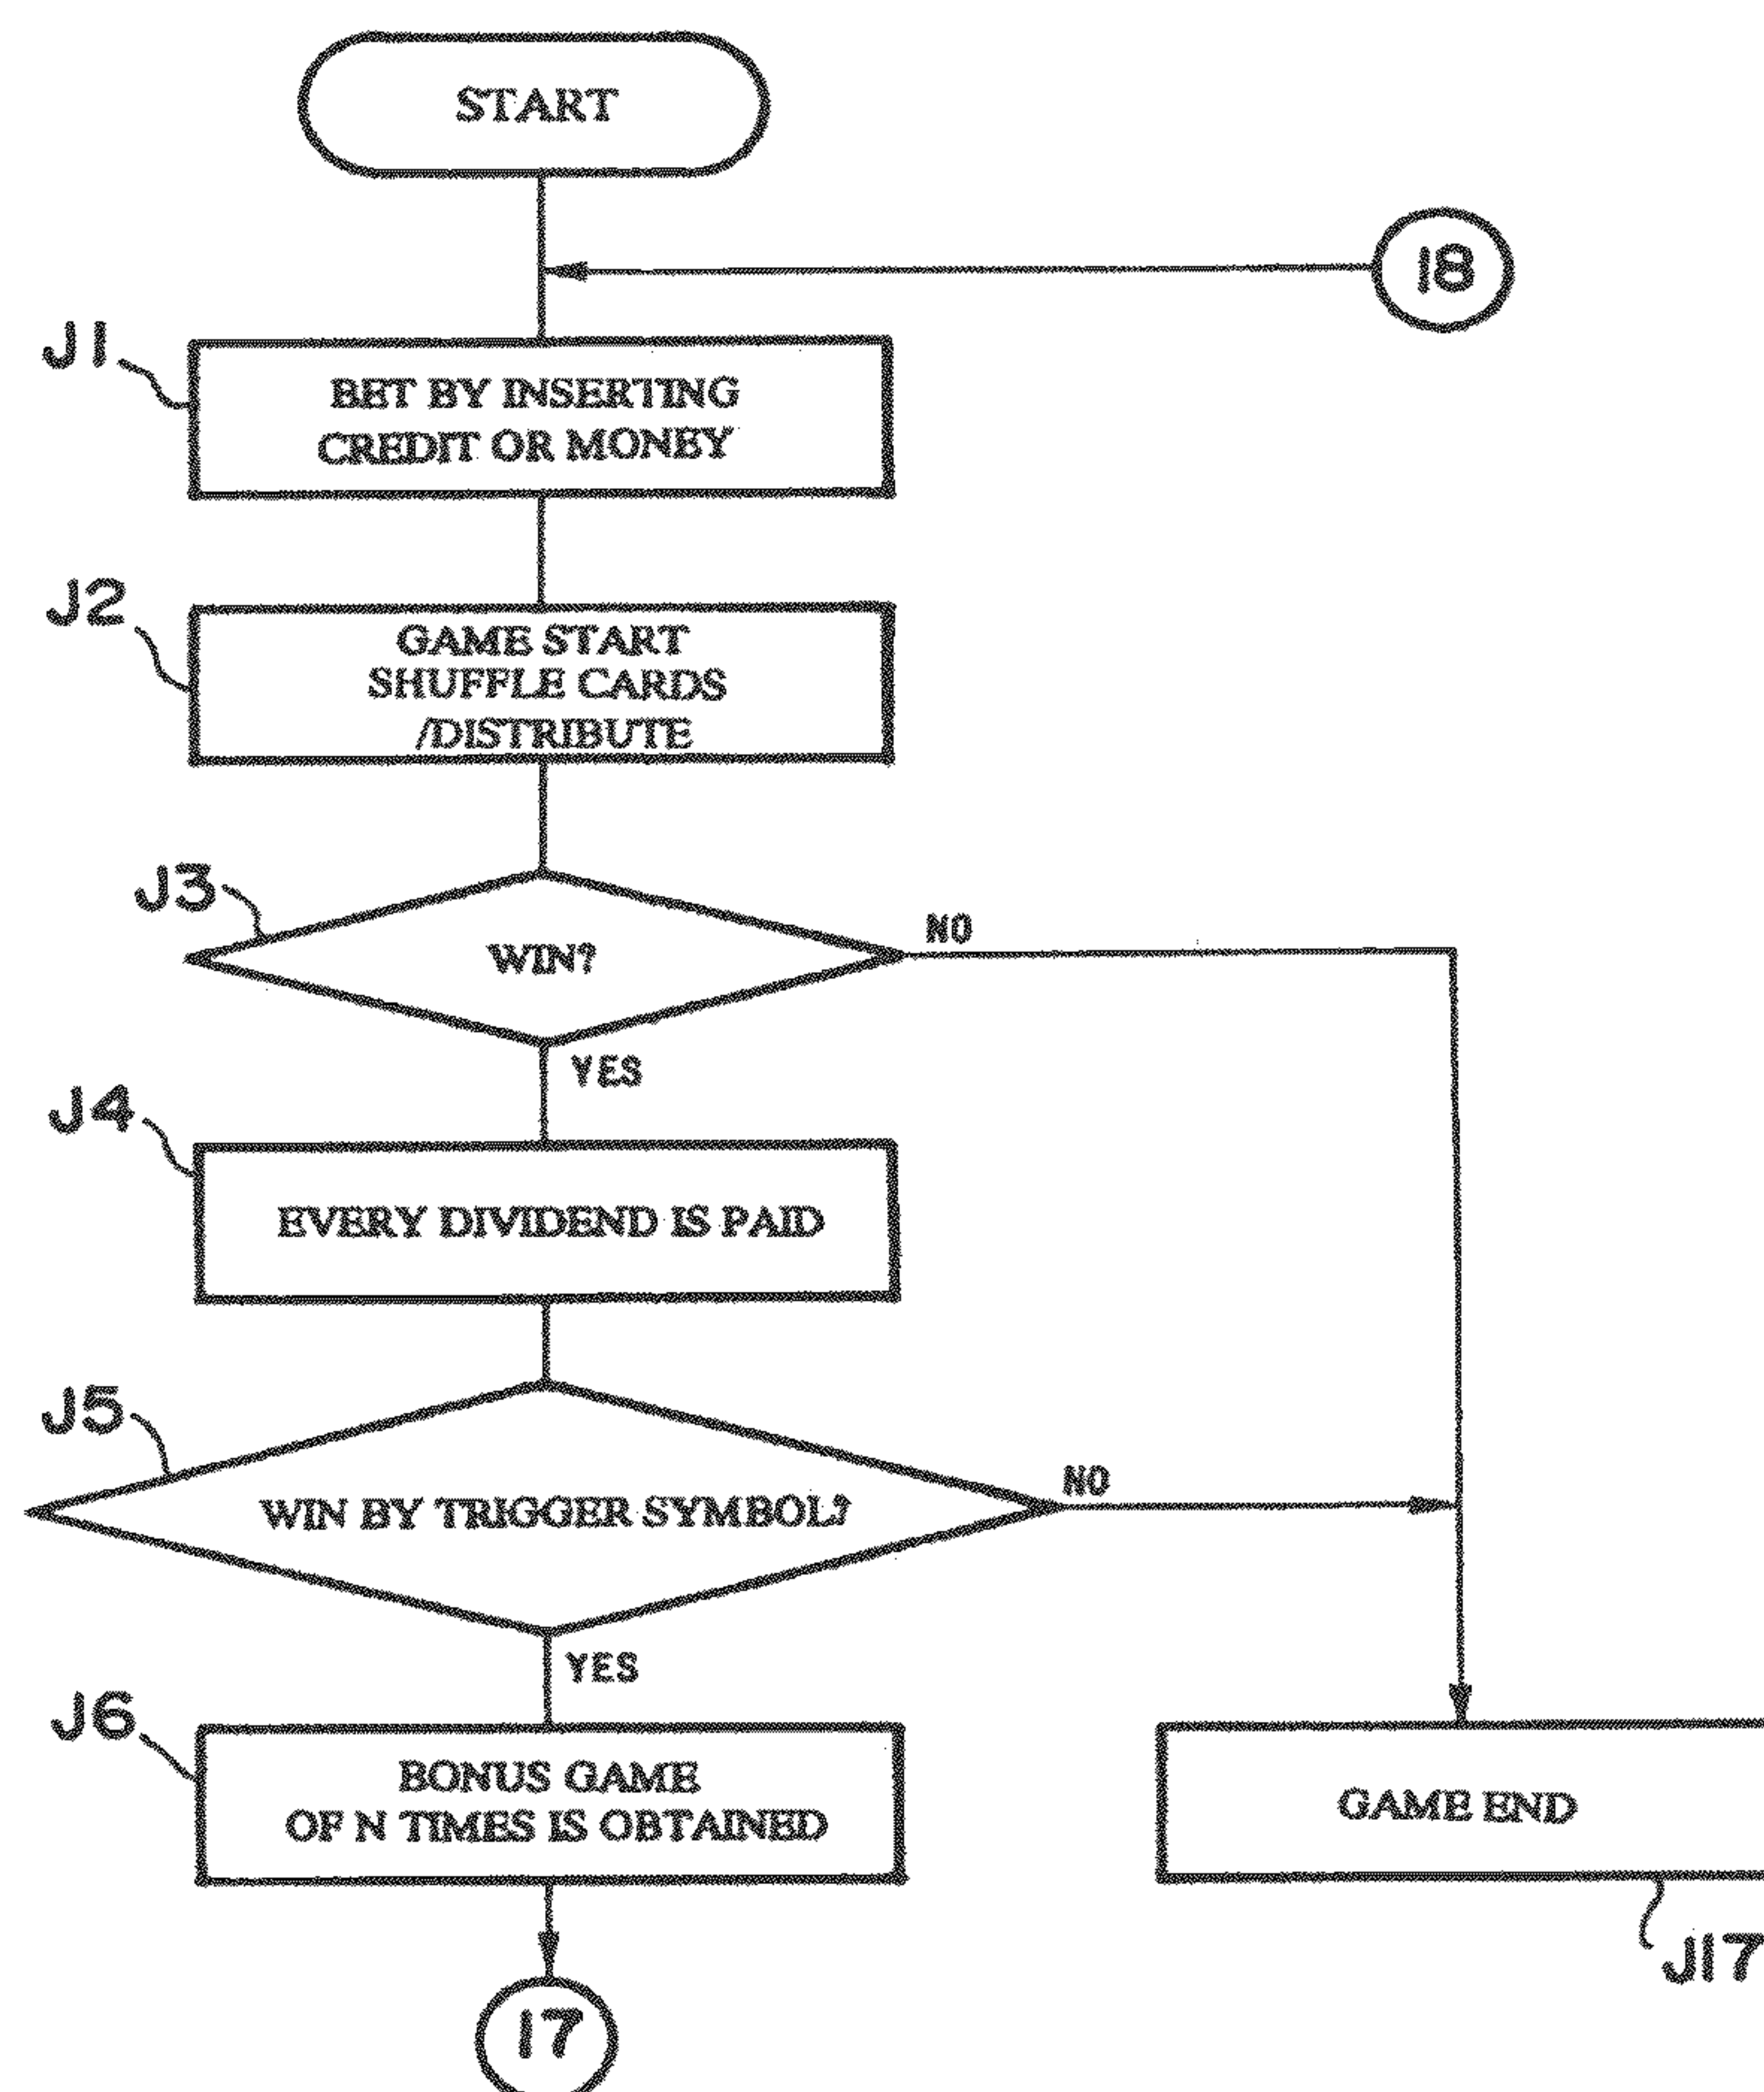 START
18
J1
BET BY INSERTING
CREDIT OR MONEY
J2
GAME START
SHUFFLE CARDS
/DISTRIBUTE
J3
WIN?
NO
YES
J4
EVERY DIVIDEND IS PAID
J5
WIN BY TRIGGER SYMBOL?
NO
YES
J6
BONUS GAME
OF N TIMES IS OBTAINED
GAME END
J17
17